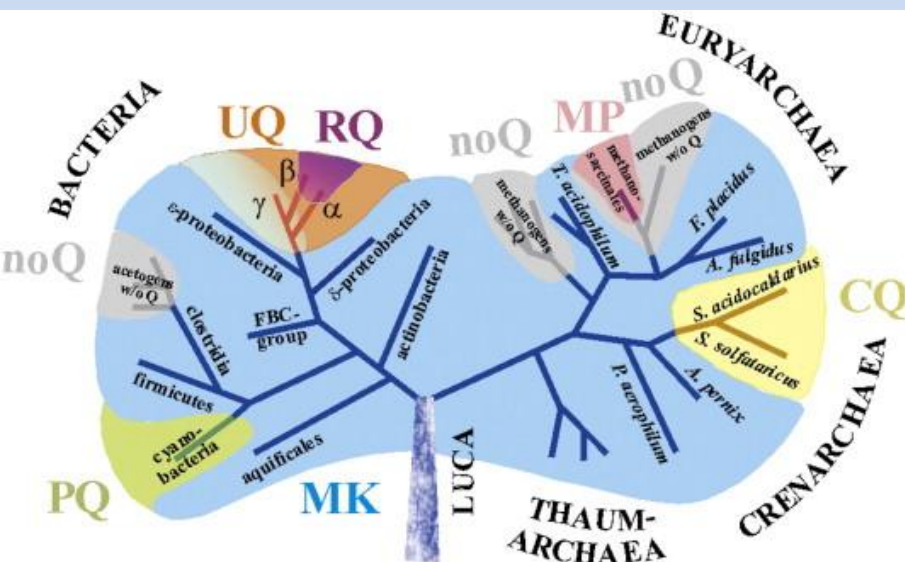 BACTERIA
UQ
RQ
noQ
MP
noQ
EURYARCHAEA
β
γ
α
ε-proteobacteria
δ-proteobacteria
noQ
acetogens
w/o Q
clostridia
FBC-
group
actinobacteria
firmicutes
cyano-
bacteria
aquificales
PQ
MK
LUCA
methanogens
w/o Q
T. acidophilum
methano-
sarcinales
methanogens
w/o Q
F. placidus
A. fulgidus
S. acidocaldarius
S. solfataricus
CQ
A. pernix
P. aerophilum
THAUM-
ARCHAEA
CRENARCHAEA